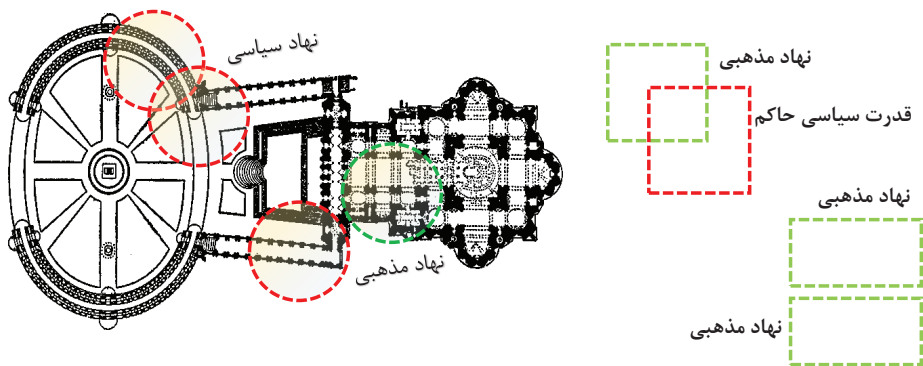 نهاد سیاسی
نهاد مذهبی
نهاد مذهبی
قدرت سیاسی حاکم
نهاد مذهبی
نهاد مذهبی